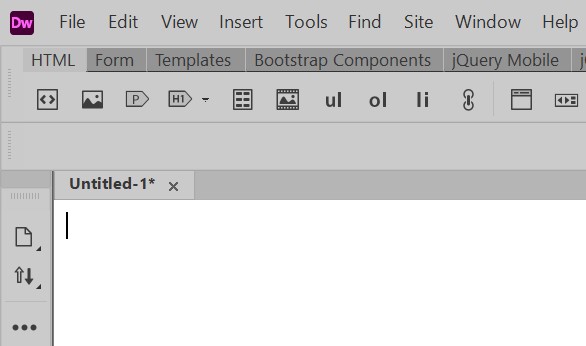 Dw File Edit View Insert Tools Find Site Window Help
HTML Form Templates Bootstrap Components jQuery Mobile
P H1 ul ol li
Untitled-1*